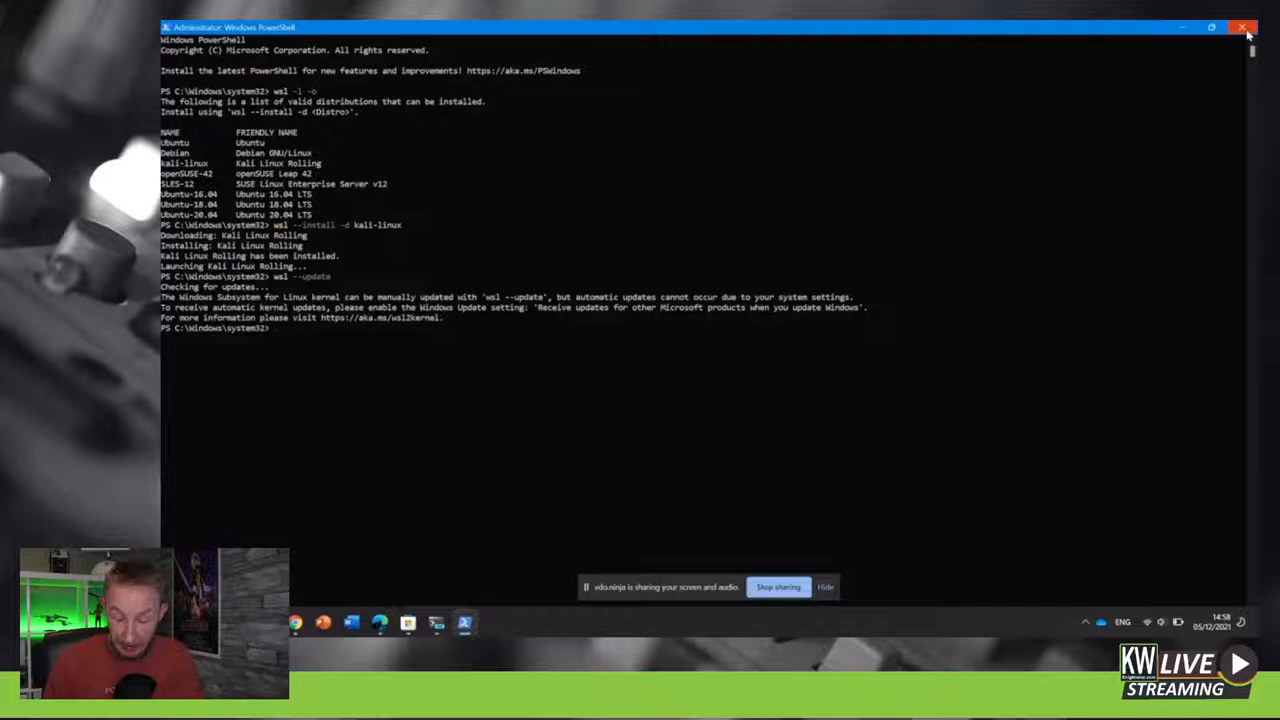 Administrator: Windows PowerShell
Windows PowerShell
Copyright (C) Microsoft Corporation. All rights reserved.
Install the latest PowerShell for new features and improvements! https://aka.ms/PSWindows
PS C:\Windows\system32> wsl -l -o
The following is a list of valid distributions that can be installed.
Install using 'wsl --install -d <Distro>'.
NAME FRIENDLY NAME
Ubuntu Ubuntu
Debian Debian GNU/Linux
kali-linux Kali Linux Rolling
openSUSE-42 openSUSE Leap 42
SLES-12 SUSE Linux Enterprise Server v12
Ubuntu-16.04 Ubuntu 16.04 LTS
Ubuntu-18.04 Ubuntu 18.04 LTS
Ubuntu-20.04 Ubuntu 20.04 LTS
PS C:\Windows\system32> wsl --install -d kali-linux
Downloading: Kali Linux Rolling
Installing: Kali Linux Rolling
Kali Linux Rolling has been installed.
Launching Kali Linux Rolling...
PS C:\Windows\system32> wsl --update
Checking for updates...
The Windows Subsystem for Linux kernel can be manually updated with 'wsl --update', but automatic updates cannot occur due to your system settings.
To receive automatic kernel updates, please enable the Windows Update setting: 'Receive updates for other Microsoft products when you update Windows'.
For more information please visit https://aka.ms/wsl2kernel.
PS C:\Windows\system32>
vdo.ninja is sharing your screen and audio. Stop sharing Hide
ENG 14:58
05/12/2021
KW LIVE
Knightwise.com STREAMING